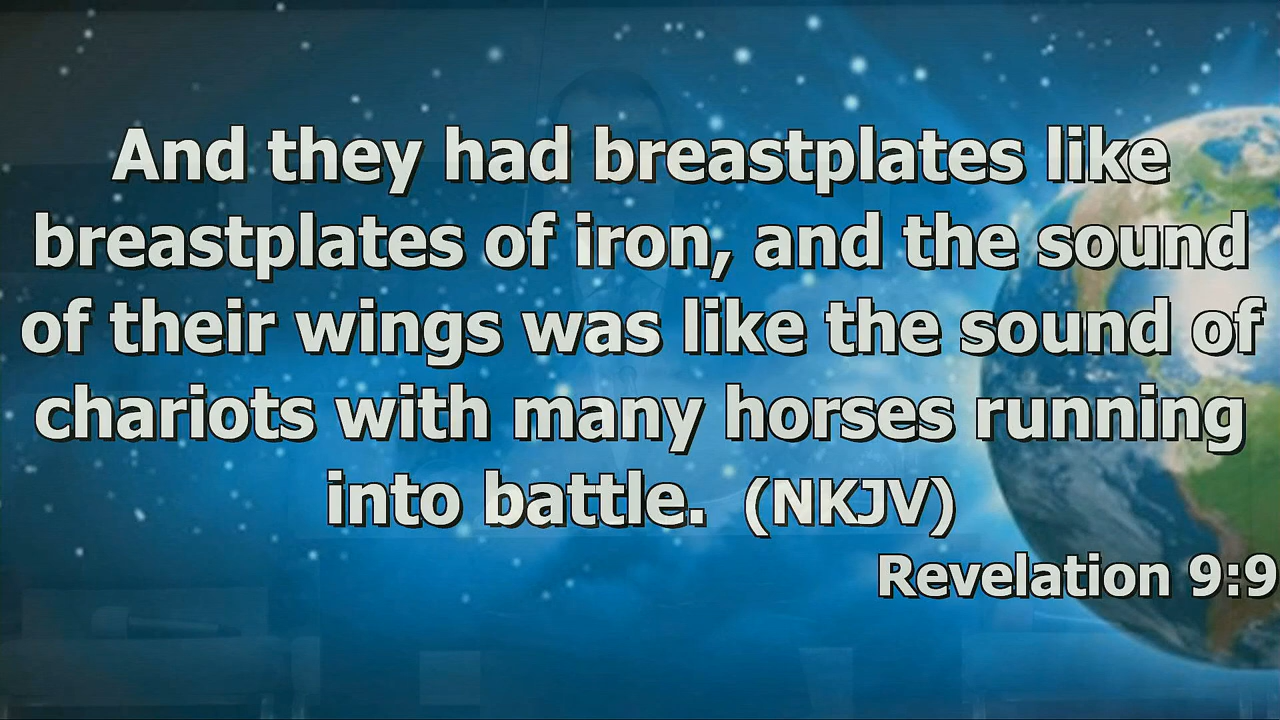 And they had breastplates like
breastplates of iron, and the sound
of their wings was like the sound of
chariots with many horses running
into battle. (NKJV)
Revelation 9:9